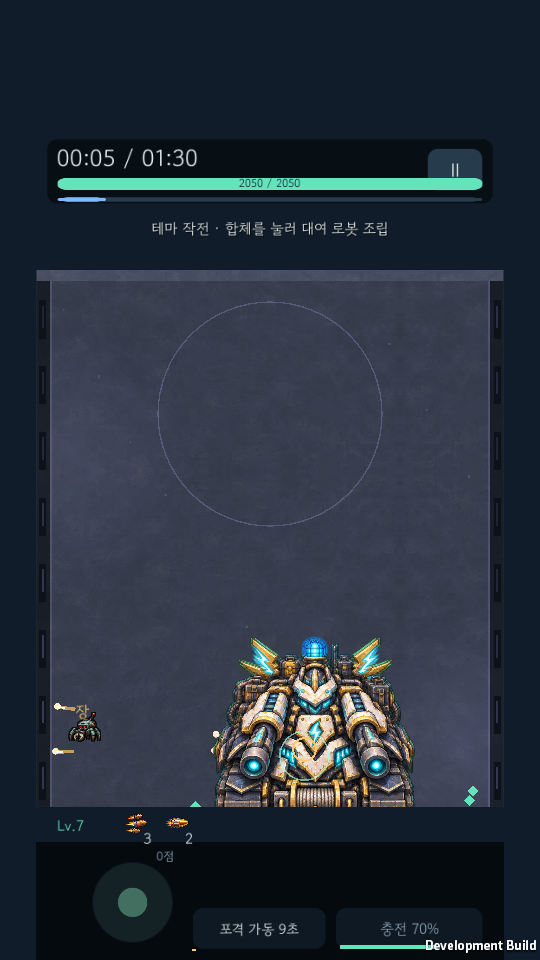 00:05 / 01:30
2050 / 2050
테마 작전 · 합체를 눌러 대여 로봇 조립
장
Lv.7
3
2
0점
포격 가동 9초
충전 70%
Development Build